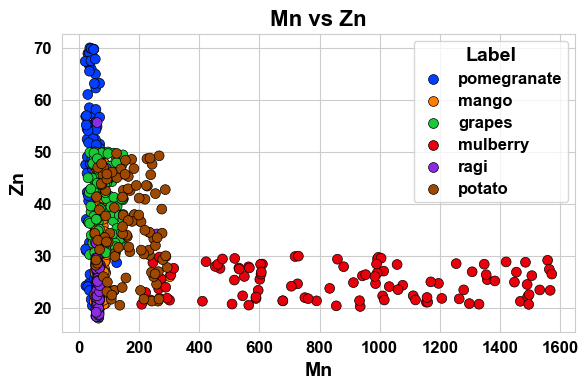 Mn vs Zn
Label
pomegranate
mango
grapes
mulberry
ragi
potato
Zn
70
60
50
40
30
20
0 200 400 600 800 1000 1200 1400 1600
Mn